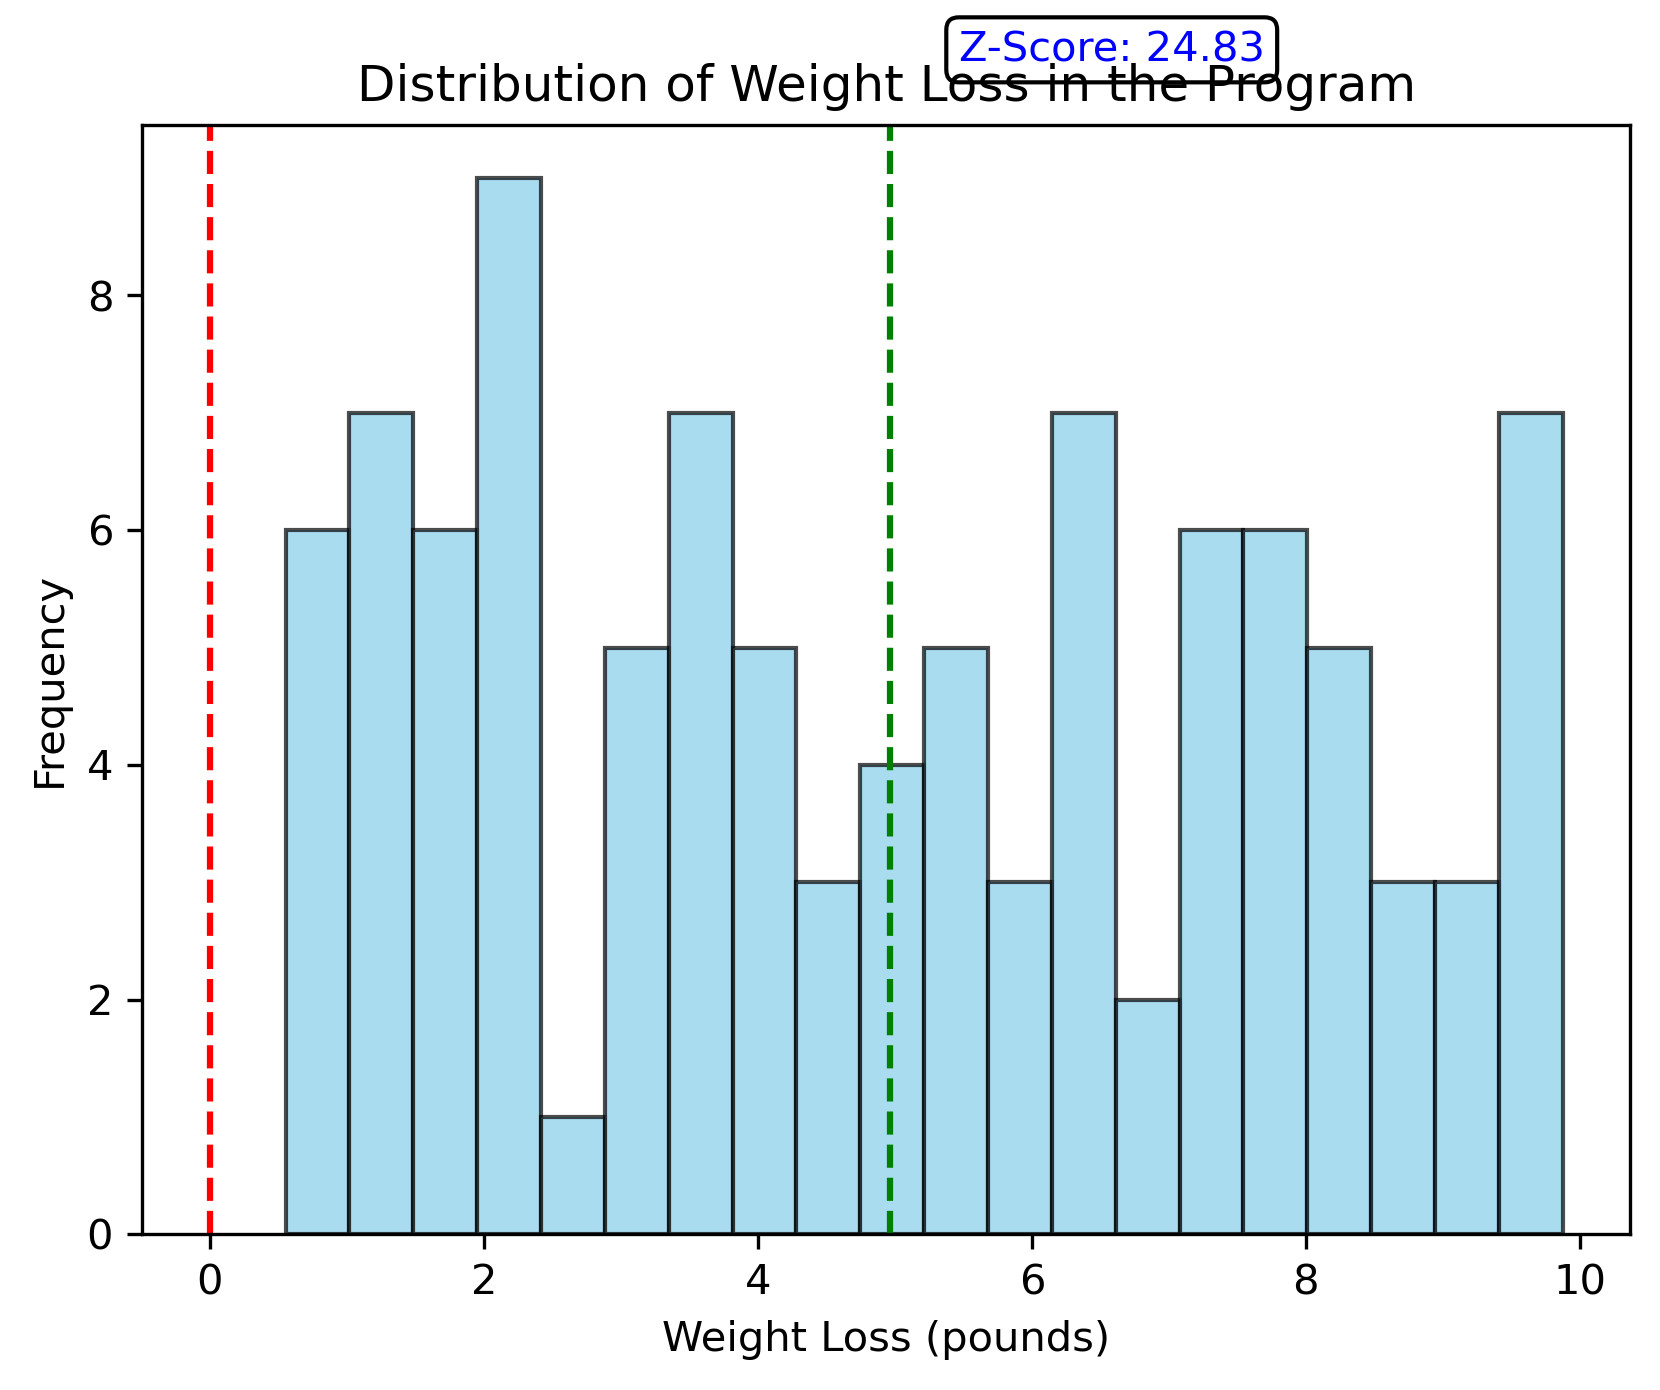 Z-Score: 24.83
Distribution of Weight Loss in the Program
Frequency
8
6
4
2
0
0 2 4 6 8 10
Weight Loss (pounds)